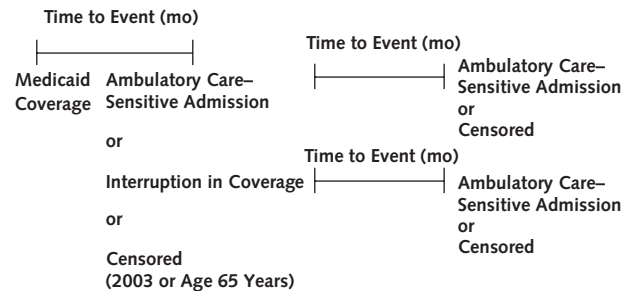 Time to Event (mo)
Medicaid
Coverage
Ambulatory Care–
Sensitive Admission
or
Interruption in Coverage
or
Censored
(2003 or Age 65 Years)
Time to Event (mo)
Ambulatory Care–
Sensitive Admission
or
Censored
Time to Event (mo)
Ambulatory Care–
Sensitive Admission
or
Censored